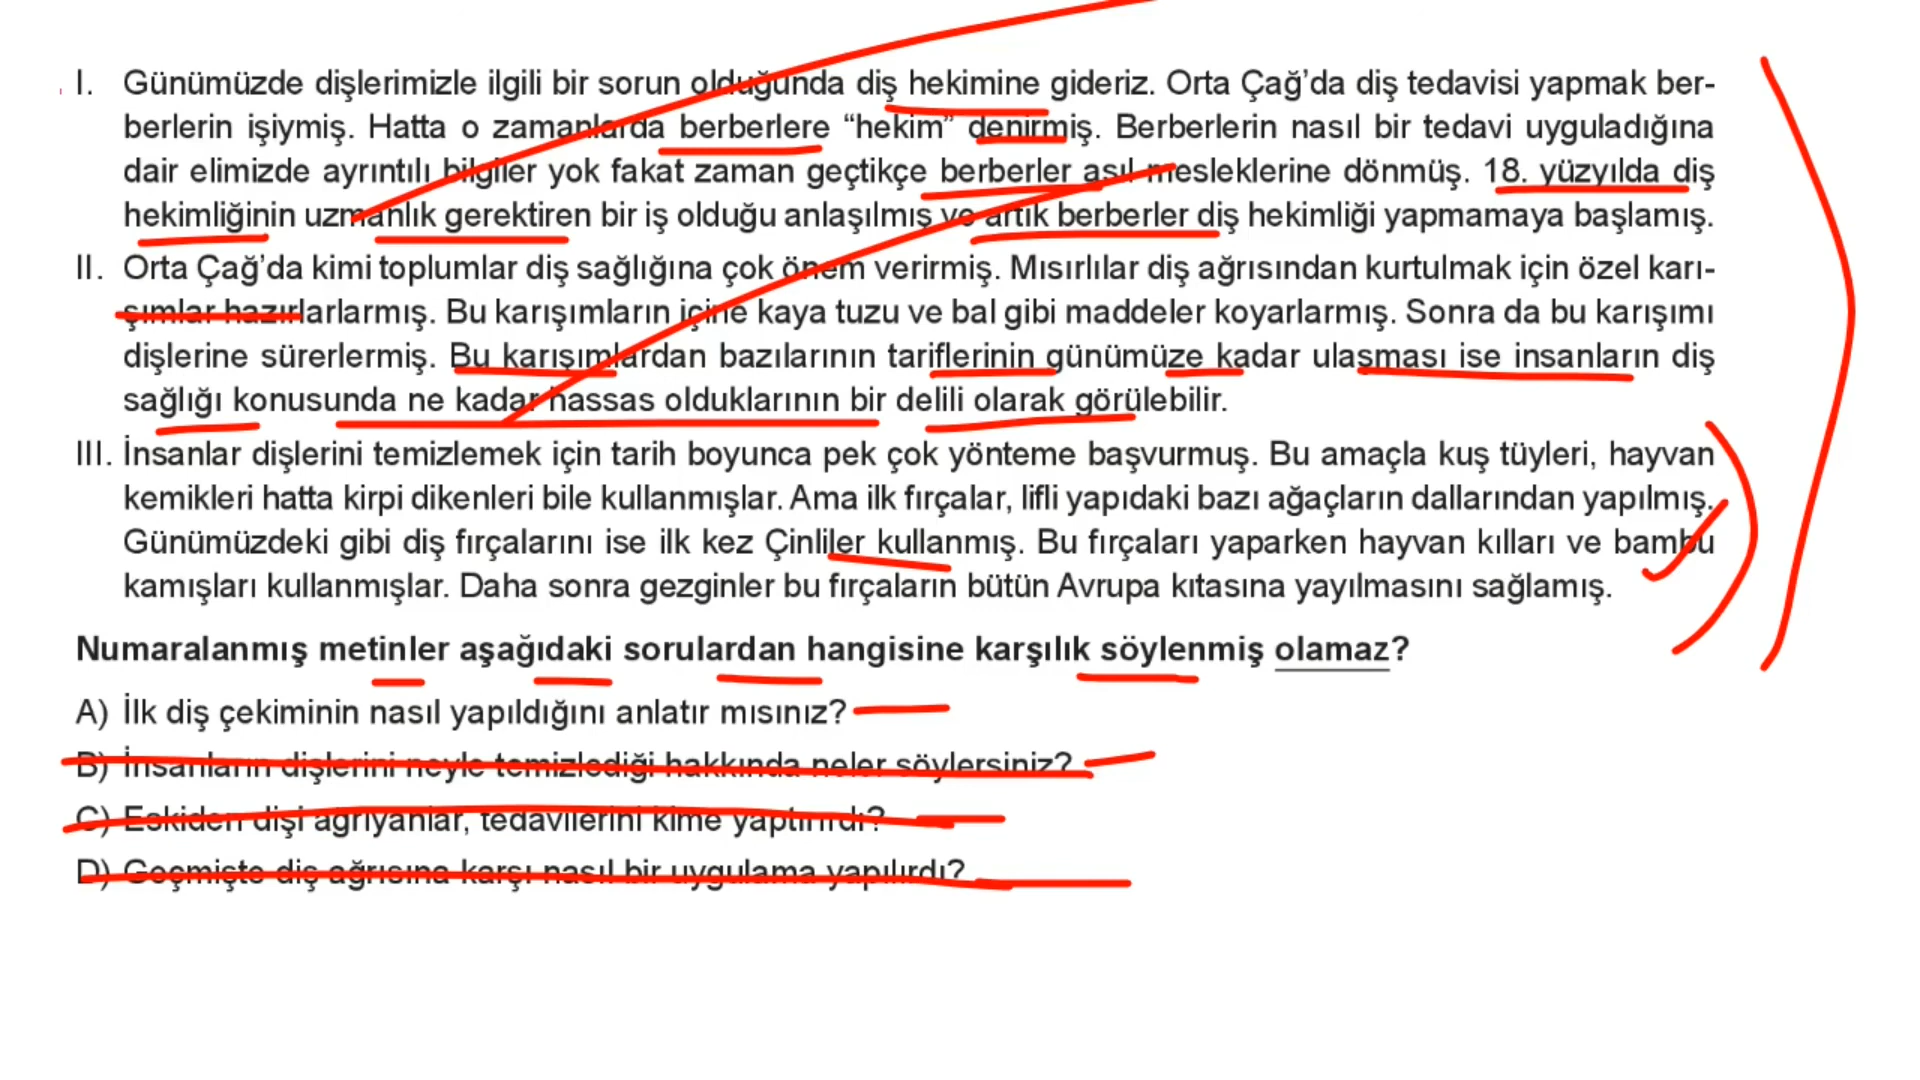 I. Günümüzde dişlerimizle ilgili bir sorun olduğunda diş hekimine gideriz. Orta Çağ’da diş tedavisi yapmak ber-
berlerin işiymiş. Hatta o zamanlarda berberlere “hekim” denirmiş. Berberlerin nasıl bir tedavi uyguladığına
dair elimizde ayrıntılı bilgiler yok fakat zaman geçtikçe berberler asıl mesleklerine dönmüş. 18. yüzyılda diş
hekimliğinin uzmanlık gerektiren bir iş olduğu anlaşılmış ve artık berberler diş hekimliği yapmamaya başlamış.
II. Orta Çağ’da kimi toplumlar diş sağlığına çok önem verirmiş. Mısırlılar diş ağrısından kurtulmak için özel karı-
şımlar hazırlarlarmış. Bu karışımların içine kaya tuzu ve bal gibi maddeler koyarlarmış. Sonra da bu karışımı
dişlerine sürerlermiş. Bu karışımlardan bazılarının tariflerinin günümüze kadar ulaşması ise insanların diş
sağlığı konusunda ne kadar hassas olduklarının bir delili olarak görülebilir.
III. İnsanlar dişlerini temizlemek için tarih boyunca pek çok yönteme başvurmuş. Bu amaçla kuş tüyleri, hayvan
kemikleri hatta kirpi dikenleri bile kullanmışlar. Ama ilk fırçalar, lifli yapıdaki bazı ağaçların dallarından yapılmış.
Günümüzdeki gibi diş fırçalarını ise ilk kez Çinliler kullanmış. Bu fırçaları yaparken hayvan kılları ve bambu
kamışları kullanmışlar. Daha sonra gezginler bu fırçaların bütün Avrupa kıtasına yayılmasını sağlamış.
Numaralanmış metinler aşağıdaki sorulardan hangisine karşılık söylenmiş olamaz?
A) İlk diş çekiminin nasıl yapıldığını anlatır mısınız?
B) İnsanların dişlerini neyle temizlediği hakkında neler söylersiniz?
C) Eskiden dişi ağrıyanlar, tedavilerini kime yaptırırdı?
D) Geçmişte diş ağrısına karşı nasıl bir uygulama yapılırdı?